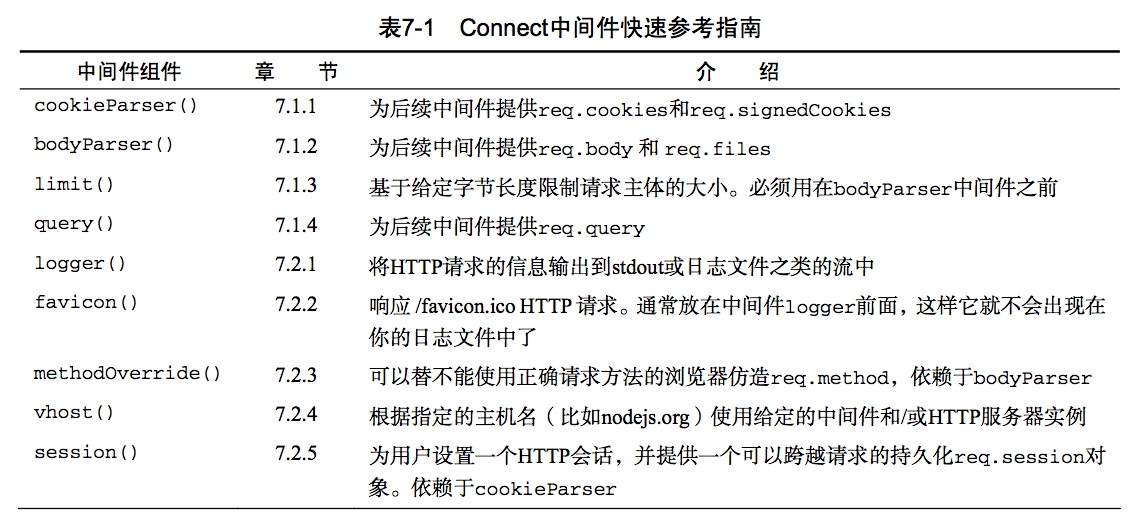 表7-1 Connect中间件快速参考指南
中间件组件 章 节 介 绍
cookieParser() 7.1.1 为后续中间件提供req.cookies和req.signedCookies
bodyParser() 7.1.2 为后续中间件提供req.body 和 req.files
limit() 7.1.3 基于给定字节长度限制请求主体的大小。必须用在bodyParser中间件之前
query() 7.1.4 为后续中间件提供req.query
logger() 7.2.1 将HTTP请求的信息输出到stdout或日志文件之类的流中
favicon() 7.2.2 响应 /favicon.ico HTTP 请求。通常放在中间件logger前面，这样它就不会出现在
你的日志文件中了
methodOverride() 7.2.3 可以替不能使用正确请求方法的浏览器仿造req.method，依赖于bodyParser
vhost() 7.2.4 根据指定的主机名（比如nodejs.org）使用给定的中间件和/或HTTP服务器实例
session() 7.2.5 为用户设置一个HTTP会话，并提供一个可以跨越请求的持久化req.session对
象。依赖于cookieParser